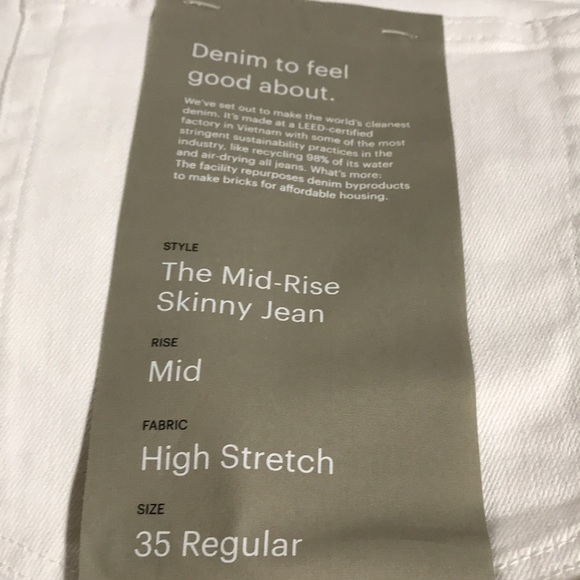 Denim to feel
good about.
We've set out to make the world's cleanest
denim. It's made at a LEED-certified
factory in Vietnam with some of the most
stringent sustainability practices in the
industry, like recycling 98% of its water
and air-drying all jeans. What's more:
The facility repurposes denim byproducts
to make bricks for affordable housing.
STYLE
The Mid-Rise
Skinny Jean
RISE
Mid
FABRIC
High Stretch
SIZE
35 Regular